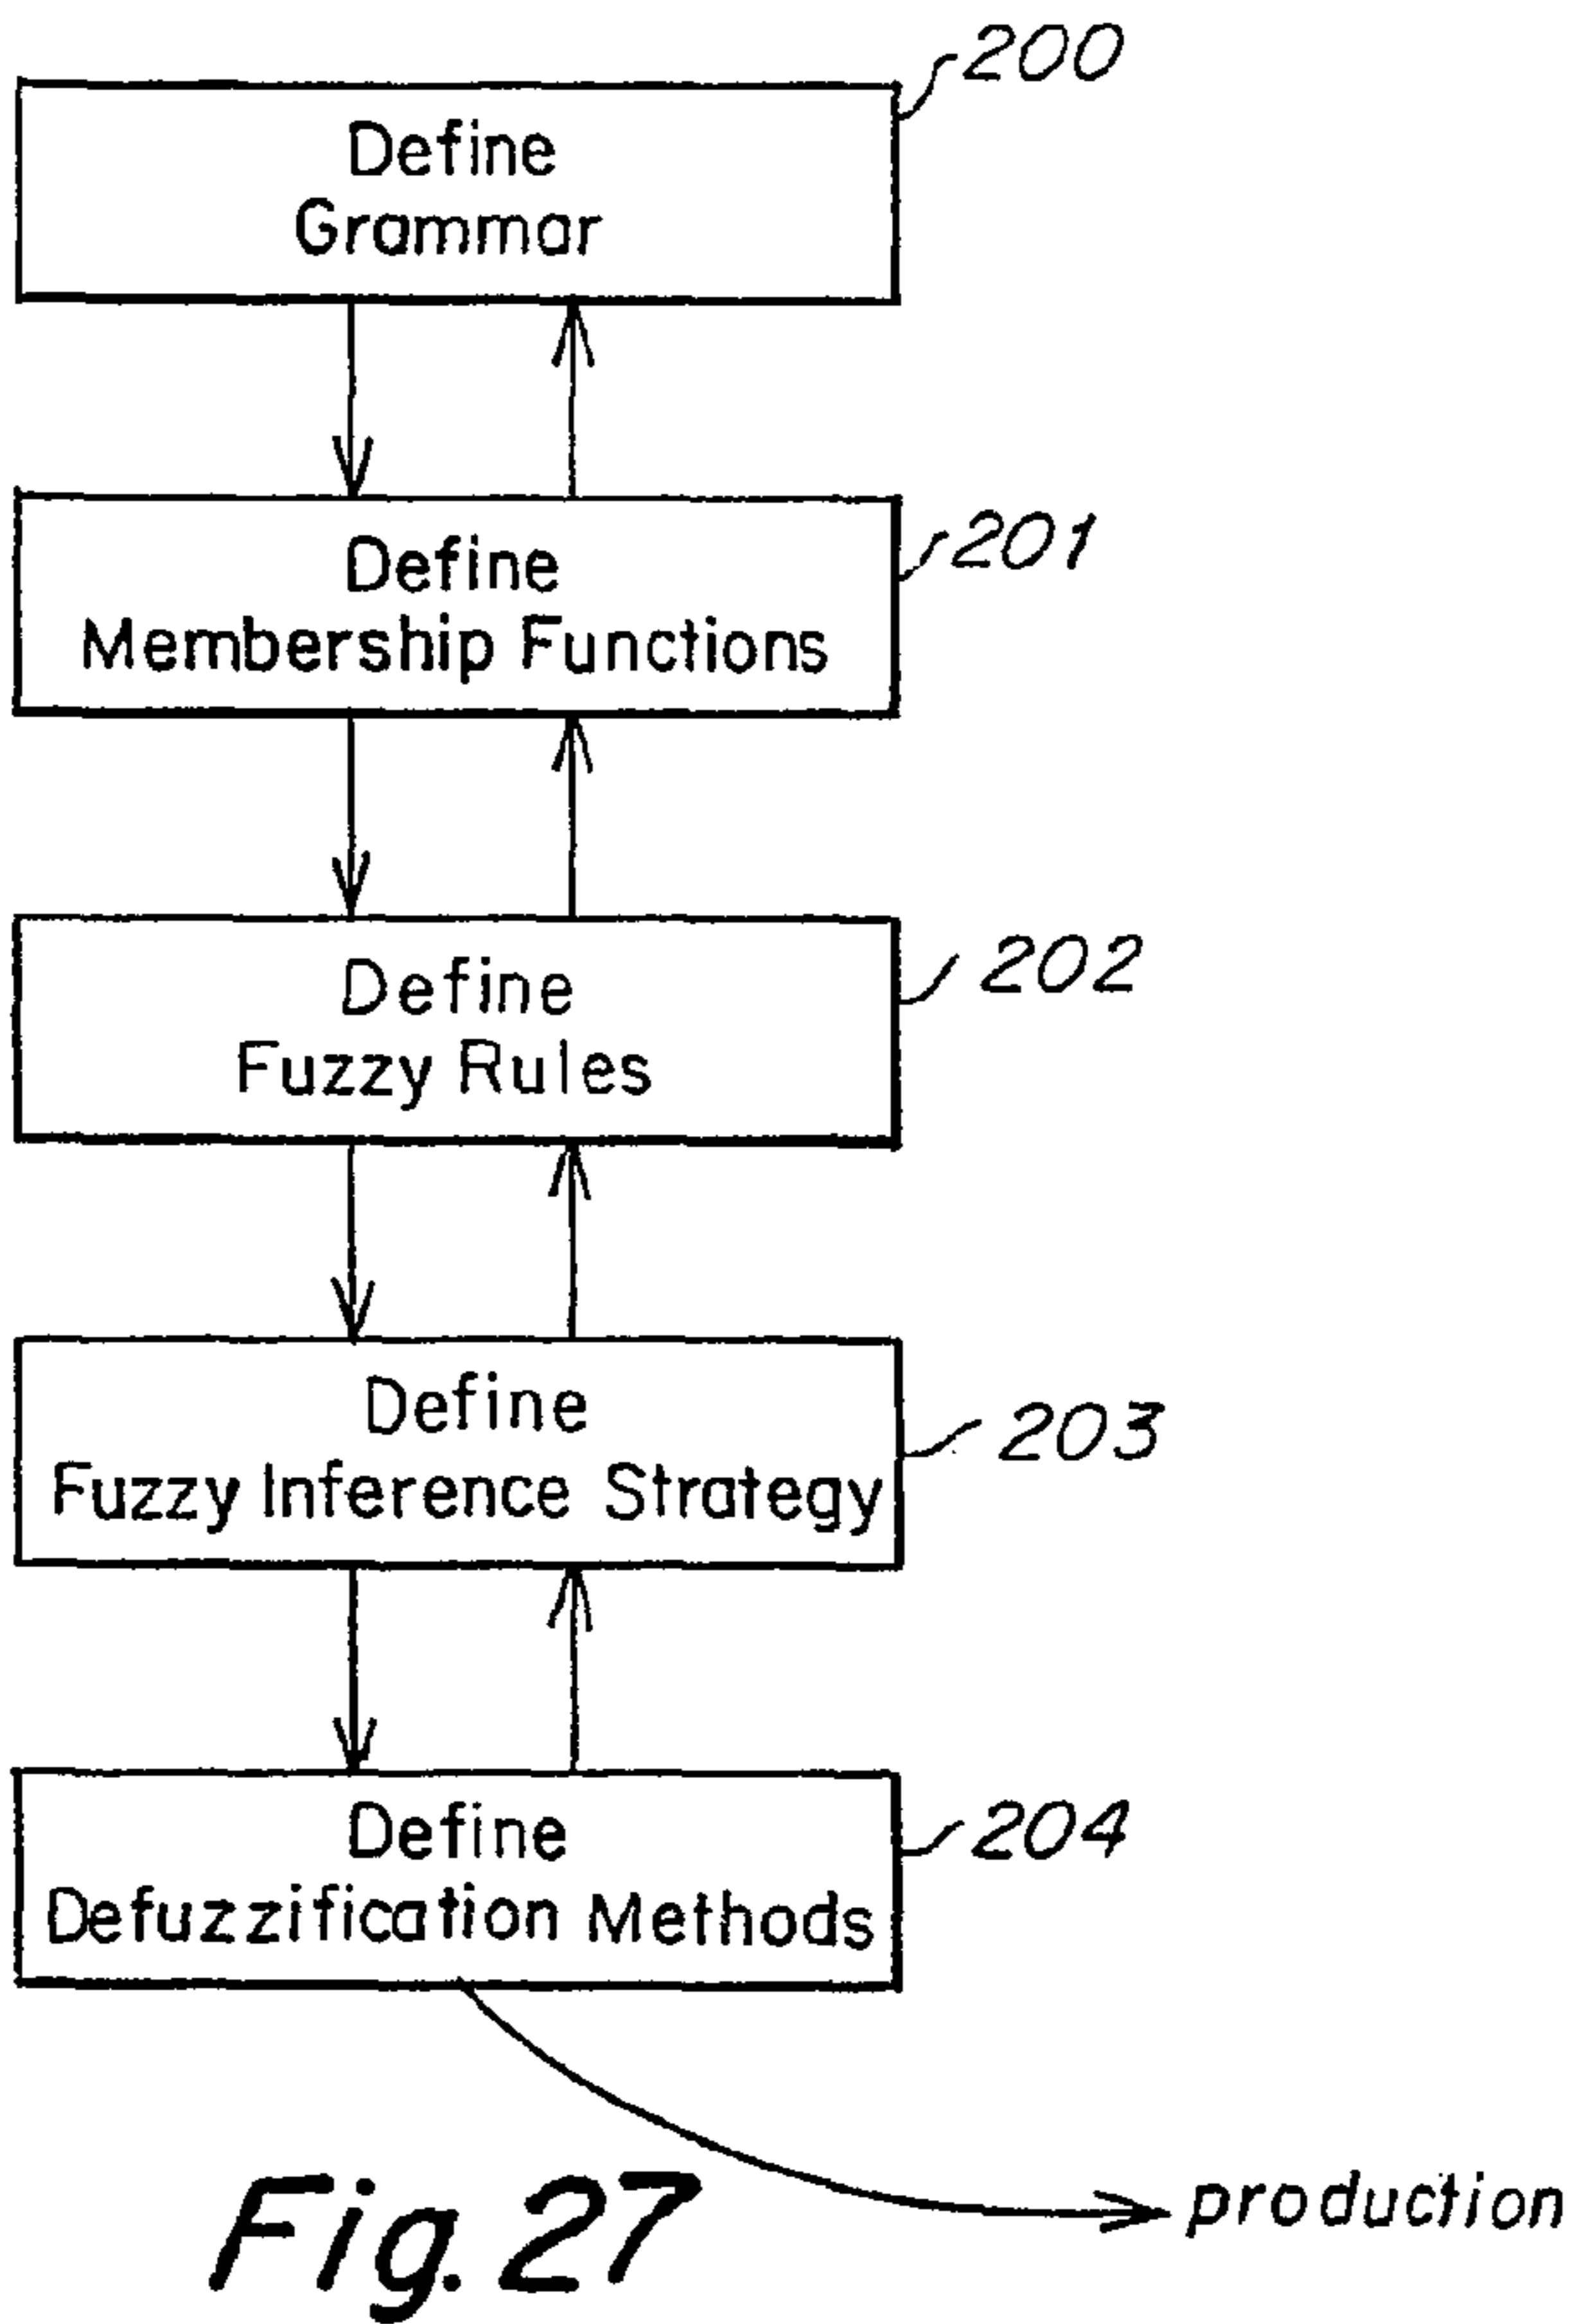 200
Define
Grammar
201
Define
Membership Functions
202
Define
Fuzzy Rules
203
Define
Fuzzy Inference Strategy
204
Define
Defuzzification Methods
production
Fig. 27